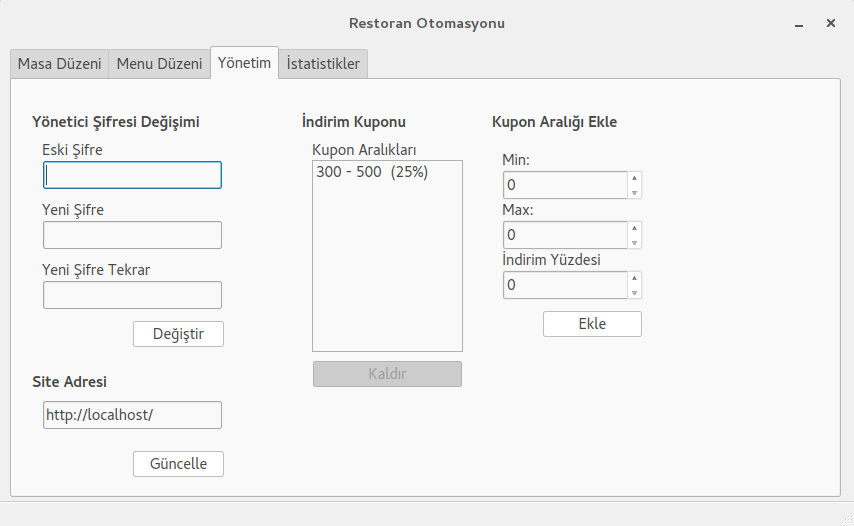 Restoran Otomasyonu
Masa Düzeni
Menu Düzeni
Yönetim
İstatistikler
Yönetici Şifresi Değişimi
Eski Şifre
Yeni Şifre
Yeni Şifre Tekrar
Değiştir
Site Adresi
http://localhost/
Güncelle
İndirim Kuponu
Kupon Aralıkları
300 - 500 (25%)
Kaldır
Kupon Aralığı Ekle
Min:
0
Max:
0
İndirim Yüzdesi
0
Ekle